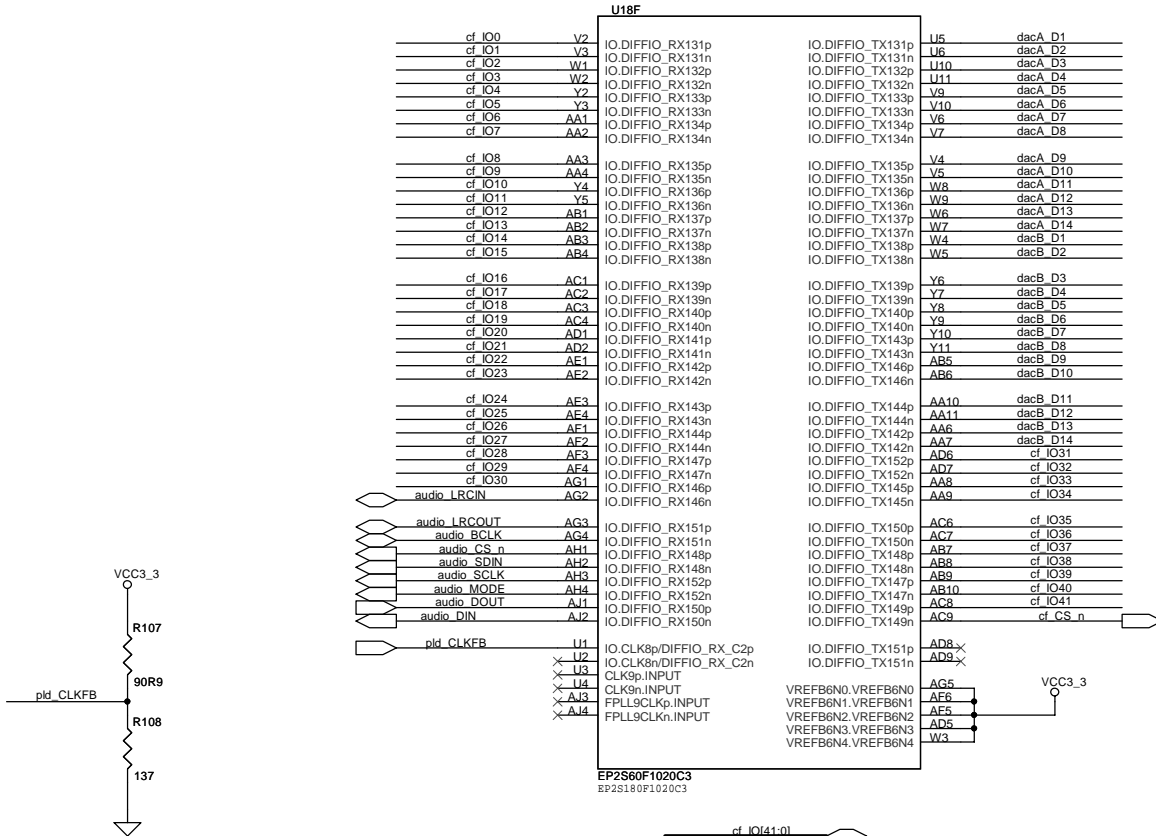 U18F
cf_IO0 V2 IO.DIFFIO_RX131p IO.DIFFIO_TX131p U5 dacA_D1
cf_IO1 V3 IO.DIFFIO_RX131n IO.DIFFIO_TX131n U6 dacA_D2
cf_IO2 W1 IO.DIFFIO_RX132p IO.DIFFIO_TX132p U10 dacA_D3
cf_IO3 W2 IO.DIFFIO_RX132n IO.DIFFIO_TX132n U11 dacA_D4
cf_IO4 Y2 IO.DIFFIO_RX133p IO.DIFFIO_TX133p V9 dacA_D5
cf_IO5 Y3 IO.DIFFIO_RX133n IO.DIFFIO_TX133n V10 dacA_D6
cf_IO6 AA1 IO.DIFFIO_RX134p IO.DIFFIO_TX134p V6 dacA_D7
cf_IO7 AA2 IO.DIFFIO_RX134n IO.DIFFIO_TX134n V7 dacA_D8
cf_IO8 AA3 IO.DIFFIO_RX135p IO.DIFFIO_TX135p V4 dacA_D9
cf_IO9 AA4 IO.DIFFIO_RX135n IO.DIFFIO_TX135n V5 dacA_D10
cf_IO10 Y4 IO.DIFFIO_RX136p IO.DIFFIO_TX136p W8 dacA_D11
cf_IO11 Y5 IO.DIFFIO_RX136n IO.DIFFIO_TX136n W9 dacA_D12
cf_IO12 AB1 IO.DIFFIO_RX137p IO.DIFFIO_TX137p W6 dacA_D13
cf_IO13 AB2 IO.DIFFIO_RX137n IO.DIFFIO_TX137n W7 dacA_D14
cf_IO14 AB3 IO.DIFFIO_RX138p IO.DIFFIO_TX138p W4 dacB_D1
cf_IO15 AB4 IO.DIFFIO_RX138n IO.DIFFIO_TX138n W5 dacB_D2
cf_IO16 AC1 IO.DIFFIO_RX139p IO.DIFFIO_TX139p Y6 dacB_D3
cf_IO17 AC2 IO.DIFFIO_RX139n IO.DIFFIO_TX139n Y7 dacB_D4
cf_IO18 AC3 IO.DIFFIO_RX140p IO.DIFFIO_TX140p Y8 dacB_D5
cf_IO19 AC4 IO.DIFFIO_RX140n IO.DIFFIO_TX140n Y9 dacB_D6
cf_IO20 AD1 IO.DIFFIO_RX141p IO.DIFFIO_TX143p Y10 dacB_D7
cf_IO21 AD2 IO.DIFFIO_RX141n IO.DIFFIO_TX143n Y11 dacB_D8
cf_IO22 AE1 IO.DIFFIO_RX142p IO.DIFFIO_TX146p AB5 dacB_D9
cf_IO23 AE2 IO.DIFFIO_RX142n IO.DIFFIO_TX146n AB6 dacB_D10
cf_IO24 AE3 IO.DIFFIO_RX143p IO.DIFFIO_TX144p AA10 dacB_D11
cf_IO25 AE4 IO.DIFFIO_RX143n IO.DIFFIO_TX144n AA11 dacB_D12
cf_IO26 AF1 IO.DIFFIO_RX144p IO.DIFFIO_TX142p AA6 dacB_D13
cf_IO27 AF2 IO.DIFFIO_RX144n IO.DIFFIO_TX142n AA7 dacB_D14
cf_IO28 AF3 IO.DIFFIO_RX147p IO.DIFFIO_TX152p AD6 cf_IO31
cf_IO29 AF4 IO.DIFFIO_RX147n IO.DIFFIO_TX152n AD7 cf_IO32
cf_IO30 AG1 IO.DIFFIO_RX146p IO.DIFFIO_TX145p AA8 cf_IO33
audio_LRCIN AG2 IO.DIFFIO_RX146n IO.DIFFIO_TX145n AA9 cf_IO34
audio_LRCOUT AG3 IO.DIFFIO_RX151p IO.DIFFIO_TX150p AC6 cf_IO35
audio_BCLK AG4 IO.DIFFIO_RX151n IO.DIFFIO_TX150n AC7 cf_IO36
audio_CS_n AH1 IO.DIFFIO_RX148p IO.DIFFIO_TX148p AB7 cf_IO37
audio_SDIN AH2 IO.DIFFIO_RX148n IO.DIFFIO_TX148n AB8 cf_IO38
audio_SCLK AH3 IO.DIFFIO_RX152p IO.DIFFIO_TX147p AB9 cf_IO39
audio_MODE AH4 IO.DIFFIO_RX152n IO.DIFFIO_TX147n AB10 cf_IO40
audio_DOUT AJ1 IO.DIFFIO_RX150p IO.DIFFIO_TX149p AC8 cf_IO41
audio_DIN AJ2 IO.DIFFIO_RX150n IO.DIFFIO_TX149n AC9 cf_CS_n
pld_CLKFB U1 IO.CLK8p/DIFFIO_RX_C2p IO.DIFFIO_TX151p AD8
U2 IO.CLK8n/DIFFIO_RX_C2n IO.DIFFIO_TX151n AD9
U3 CLK9p.INPUT
U4 CLK9n.INPUT VREFB6N0.VREFB6N0 AG5
AJ3 FPLL9CLKp.INPUT VREFB6N1.VREFB6N1 AF6
AJ4 FPLL9CLKn.INPUT VREFB6N2.VREFB6N2 AF5
VREFB6N3.VREFB6N3 AD5
VREFB6N4.VREFB6N4 W3
VCC3_3
EP2S60F1020C3
EP2S180F1020C3
VCC3_3
R107
90R9
pld_CLKFB
R108
137
cf_IO[41:0]